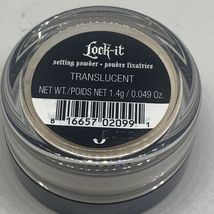 Lock-it
setting powder • poudre fixatrice
TRANSLUCENT
NET WT./POIDS NET 1.4g / 0.049 Oz.
8 16657 02099 1